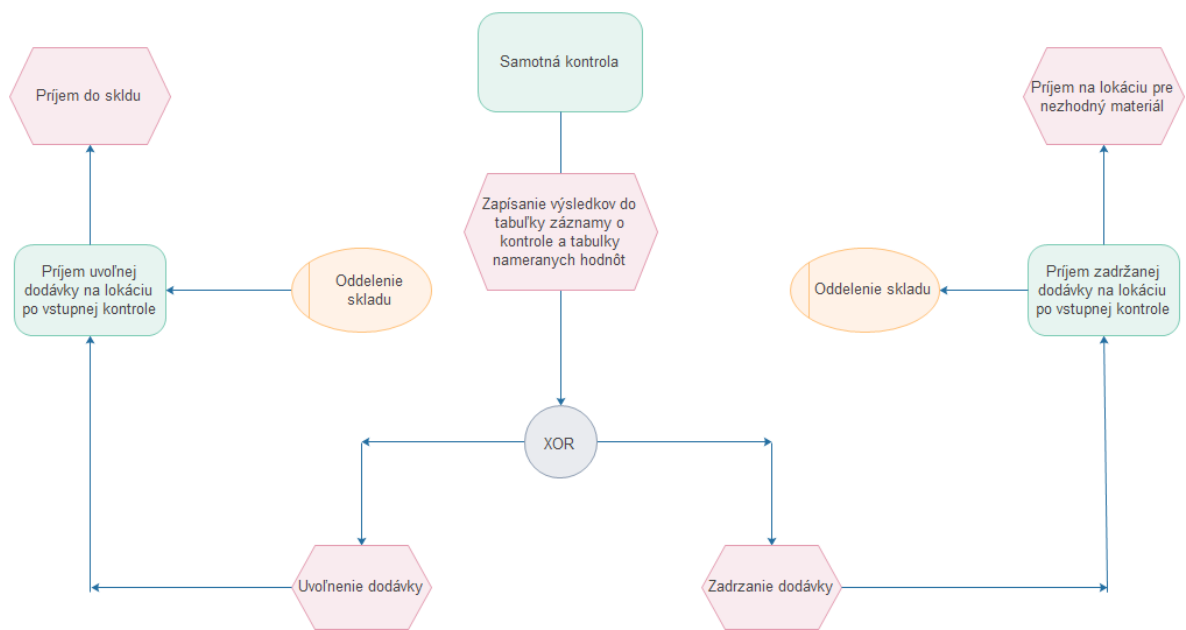 Samotná kontrola
Príjem do skldu
Príjem na lokáciu pre
nezhodný materiál
Zapísanie výsledkov do
tabuľky záznamy o
kontrole a tabulky
nameranych hodnôt
Príjem uvoľnej
dodávky na lokáciu
po vstupnej kontrole
Oddelenie
skladu
Oddelenie skladu
Príjem zadržanej
dodávky na lokáciu
po vstupnej kontrole
XOR
Uvoľnenie dodávky
Zadrzanie dodávky